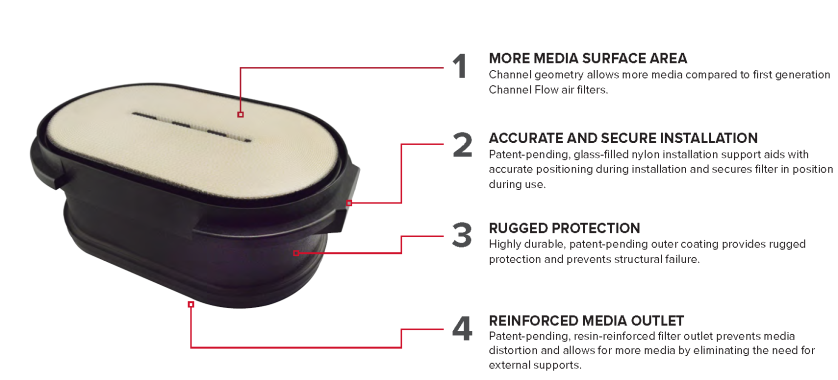 1 MORE MEDIA SURFACE AREA
Channel geometry allows more media compared to first generation
Channel Flow air filters.
2 ACCURATE AND SECURE INSTALLATION
Patent-pending, glass-filled nylon installation support aids with
accurate positioning during installation and secures filter in position
during use.
3 RUGGED PROTECTION
Highly durable, patent-pending outer coating provides rugged
protection and prevents structural failure.
4 REINFORCED MEDIA OUTLET
Patent-pending, resin-reinforced filter outlet prevents media
distortion and allows for more media by eliminating the need for
external supports.